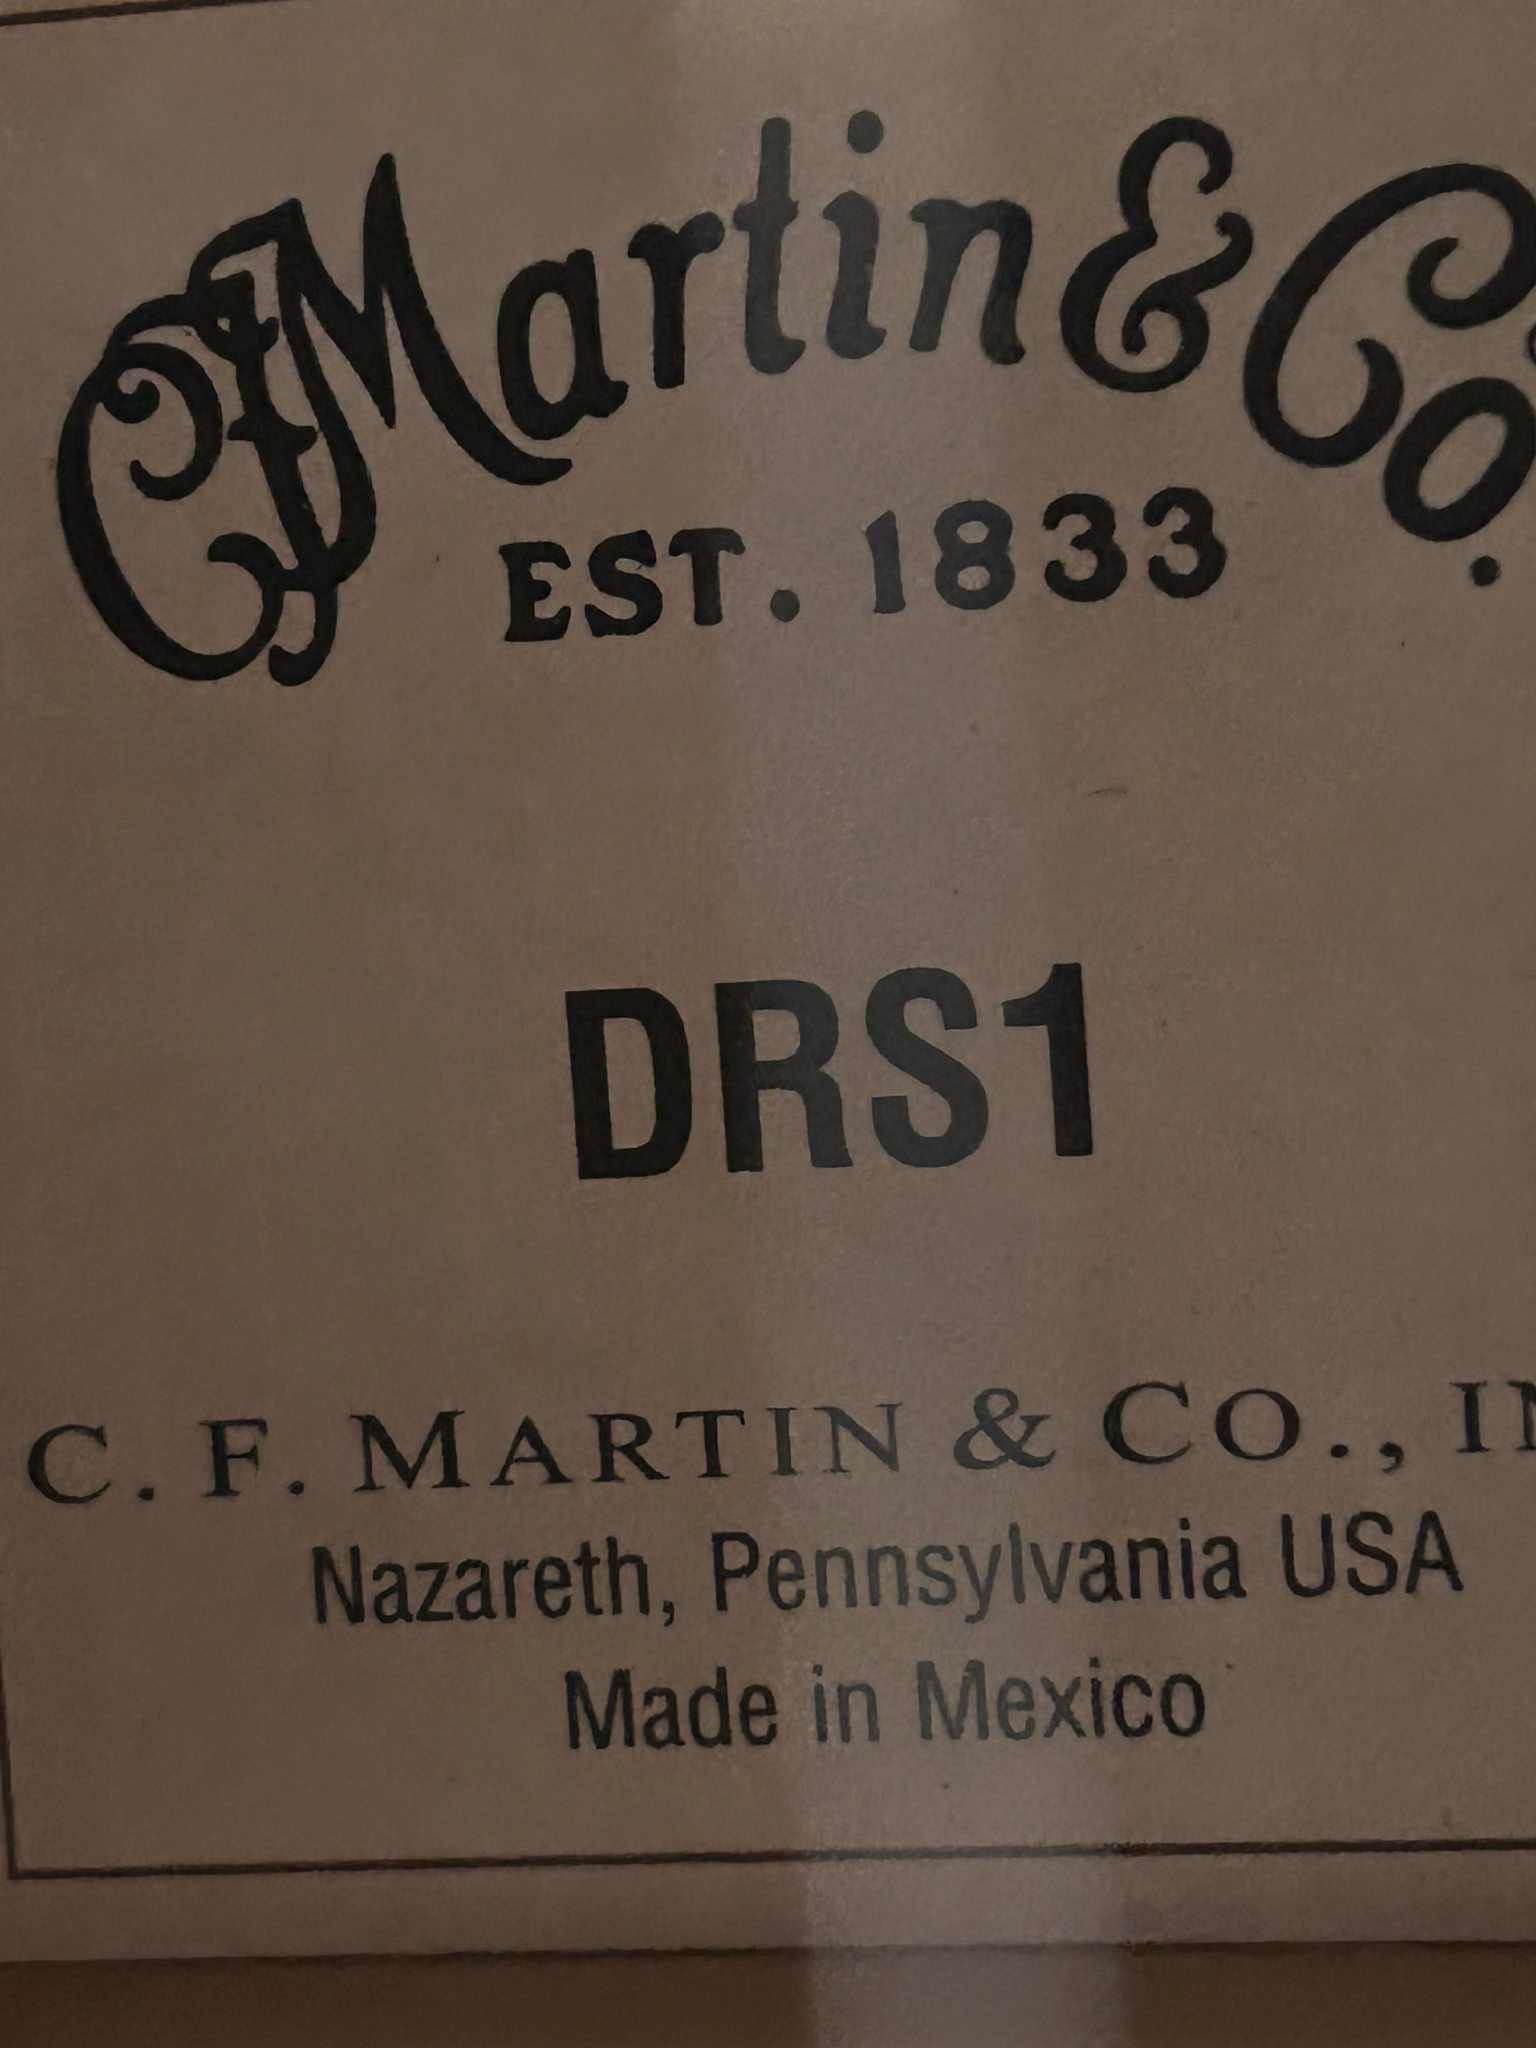 CFMartin & Co.
EST. 1833
DRS1
C. F. MARTIN & CO.,
Nazareth, Pennsylvania USA
Made in Mexico